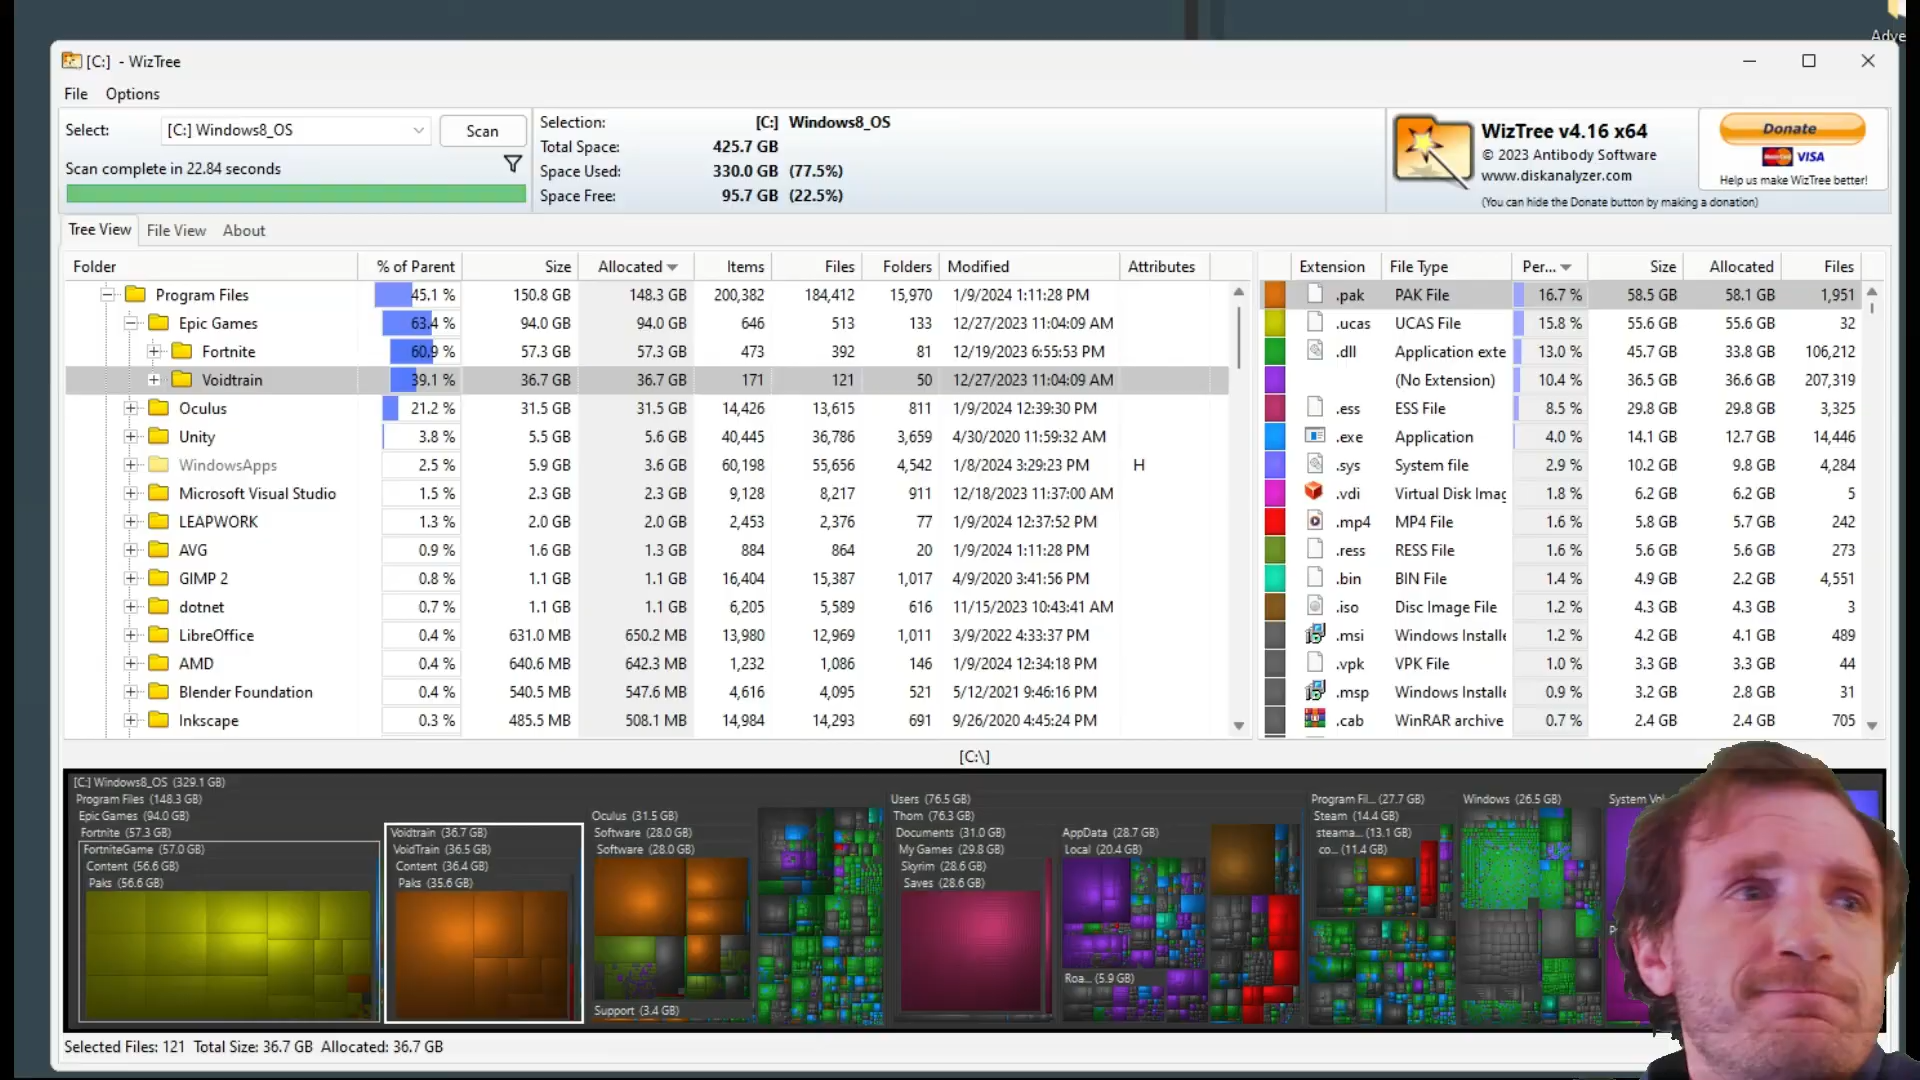 Adve
[C:] - WizTree
File Options
Select: [C:] Windows8_OS Scan
Scan complete in 22.84 seconds
Selection: [C:] Windows8_OS
Total Space: 425.7 GB
Space Used: 330.0 GB (77.5%)
Space Free: 95.7 GB (22.5%)
WizTree v4.16 x64
© 2023 Antibody Software
www.diskanalyzer.com
(You can hide the Donate button by making a donation)
Donate
MasterCard VISA
Help us make WizTree better!
Tree View File View About
Folder % of Parent Size Allocated Items Files Folders Modified Attributes
Program Files 45.1 % 150.8 GB 148.3 GB 200,382 184,412 15,970 1/9/2024 1:11:28 PM
Epic Games 63.4 % 94.0 GB 94.0 GB 646 513 133 12/27/2023 11:04:09 AM
Fortnite 60.9 % 57.3 GB 57.3 GB 473 392 81 12/19/2023 6:55:53 PM
Voidtrain 39.1 % 36.7 GB 36.7 GB 171 121 50 12/27/2023 11:04:09 AM
Oculus 21.2 % 31.5 GB 31.5 GB 14,426 13,615 811 1/9/2024 12:39:30 PM
Unity 3.8 % 5.5 GB 5.6 GB 40,445 36,786 3,659 4/30/2020 11:59:32 AM
WindowsApps 2.5 % 5.9 GB 3.6 GB 60,198 55,656 4,542 1/8/2024 3:29:23 PM H
Microsoft Visual Studio 1.5 % 2.3 GB 2.3 GB 9,128 8,217 911 12/18/2023 11:37:00 AM
LEAPWORK 1.3 % 2.0 GB 2.0 GB 2,453 2,376 77 1/9/2024 12:37:52 PM
AVG 0.9 % 1.6 GB 1.3 GB 884 864 20 1/9/2024 1:11:28 PM
GIMP 2 0.8 % 1.1 GB 1.1 GB 16,404 15,387 1,017 4/9/2020 3:41:56 PM
dotnet 0.7 % 1.1 GB 1.1 GB 6,205 5,589 616 11/15/2023 10:43:41 AM
LibreOffice 0.4 % 631.0 MB 650.2 MB 13,980 12,969 1,011 3/9/2022 4:33:37 PM
AMD 0.4 % 640.6 MB 642.3 MB 1,232 1,086 146 1/9/2024 12:34:18 PM
Blender Foundation 0.4 % 540.5 MB 547.6 MB 4,616 4,095 521 5/12/2021 9:46:16 PM
Inkscape 0.3 % 485.5 MB 508.1 MB 14,984 14,293 691 9/26/2020 4:45:24 PM
Extension File Type Per... Size Allocated Files
.pak PAK File 16.7 % 58.5 GB 58.1 GB 1,951
.ucas UCAS File 15.8 % 55.6 GB 55.6 GB 32
.dll Application exte 13.0 % 45.7 GB 33.8 GB 106,212
(No Extension) 10.4 % 36.5 GB 36.6 GB 207,319
.ess ESS File 8.5 % 29.8 GB 29.8 GB 3,325
.exe Application 4.0 % 14.1 GB 12.7 GB 14,446
.sys System file 2.9 % 10.2 GB 9.8 GB 4,284
.vdi Virtual Disk Imag 1.8 % 6.2 GB 6.2 GB 5
.mp4 MP4 File 1.6 % 5.8 GB 5.7 GB 242
.ress RESS File 1.6 % 5.6 GB 5.6 GB 273
.bin BIN File 1.4 % 4.9 GB 2.2 GB 4,551
.iso Disc Image File 1.2 % 4.3 GB 4.3 GB 3
.msi Windows Installe 1.2 % 4.2 GB 4.1 GB 489
.vpk VPK File 1.0 % 3.3 GB 3.3 GB 44
.msp Windows Installe 0.9 % 3.2 GB 2.8 GB 31
.cab WinRAR archive 0.7 % 2.4 GB 2.4 GB 705
[C:\]
[C:] Windows8_OS (329.1 GB)
Program Files (148.3 GB)
Epic Games (94.0 GB)
Fortnite (57.3 GB)
FortniteGame (57.0 GB)
Content (56.6 GB)
Paks (56.6 GB)
Voidtrain (36.7 GB)
VoidTrain (36.5 GB)
Content (36.4 GB)
Paks (35.6 GB)
Oculus (31.5 GB)
Software (28.0 GB)
Software (28.0 GB)
Support (3.4 GB)
Users (76.5 GB)
Thom (76.3 GB)
Documents (31.0 GB)
My Games (29.8 GB)
Skyrim (28.6 GB)
Saves (28.6 GB)
AppData (28.7 GB)
Local (20.4 GB)
Roa... (5.9 GB)
Program Fil... (27.7 GB)
Steam (14.4 GB)
steama... (13.1 GB)
co... (11.4 GB)
Windows (26.5 GB)
System Vol
Selected Files: 121 Total Size: 36.7 GB Allocated: 36.7 GB